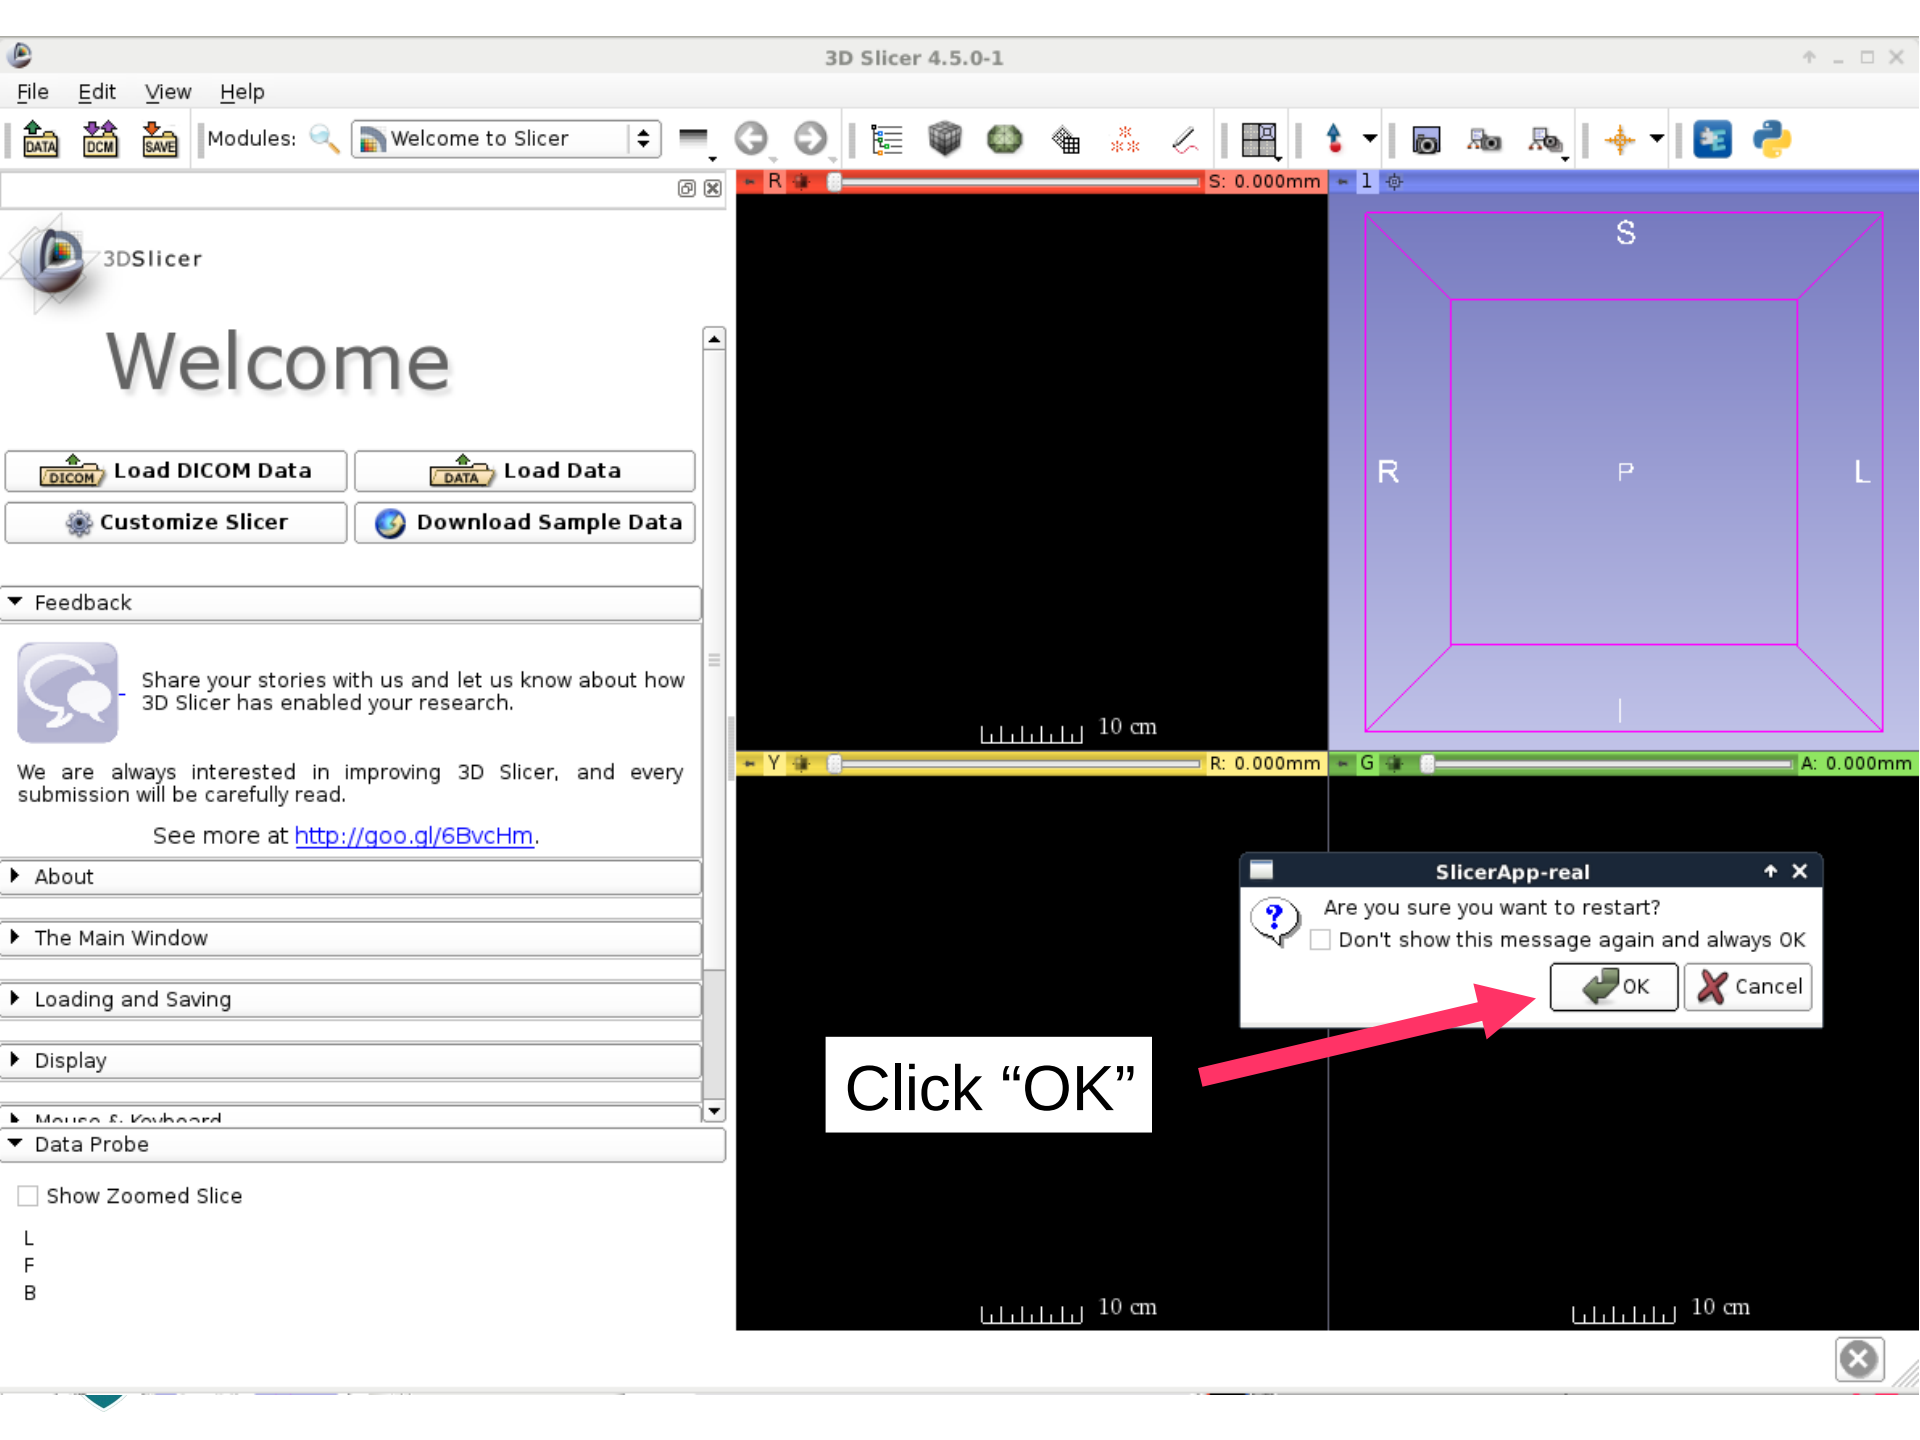 3D Slicer 4.5.0-1
File Edit View Help
DATA DCM SAVE Modules: Welcome to Slicer
R S: 0.000mm 1
3DSlicer
Welcome
DICOM Load DICOM Data DATA Load Data
Customize Slicer Download Sample Data
Feedback
Share your stories with us and let us know about how
3D Slicer has enabled your research.
We are always interested in improving 3D Slicer, and every
submission will be carefully read.
See more at http://goo.gl/6BvcHm.
About
The Main Window
Loading and Saving
Display
Mouse & Keyboard
Data Probe
Show Zoomed Slice
L
F
B
S
R P L
I
10 cm
Y R: 0.000mm G A: 0.000mm
SlicerApp-real
Are you sure you want to restart?
Don't show this message again and always OK
OK Cancel
Click “OK”
10 cm 10 cm